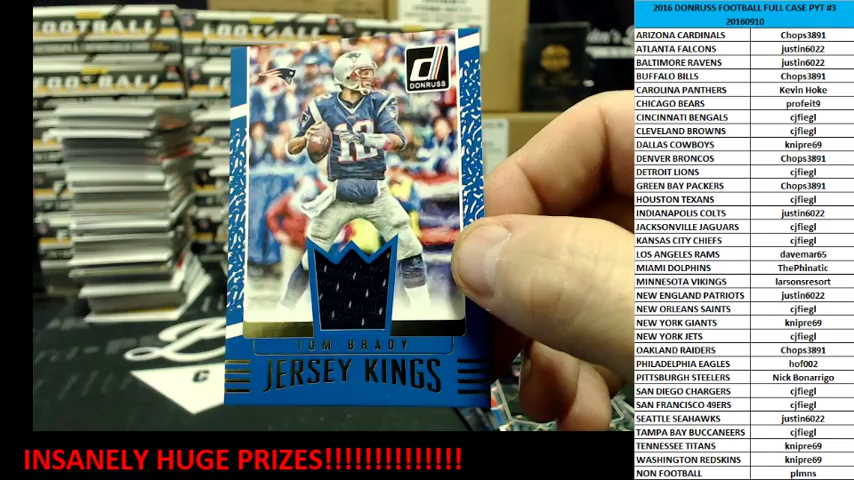 DONRUSS
12
TOM BRADY
JERSEY KINGS
INSANELY HUGE PRIZES!!!!!!!!!!!!!!!
2016 DONRUSS FOOTBALL FULL CASE PYT #3
20160910
ARIZONA CARDINALS Chops3891
ATLANTA FALCONS justin6022
BALTIMORE RAVENS justin6022
BUFFALO BILLS Chops3891
CAROLINA PANTHERS Kevin Hoke
CHICAGO BEARS profeit9
CINCINNATI BENGALS cjfiegl
CLEVELAND BROWNS cjfiegl
DALLAS COWBOYS knipre69
DENVER BRONCOS Chops3891
DETROIT LIONS cjfiegl
GREEN BAY PACKERS Chops3891
HOUSTON TEXANS cjfiegl
INDIANAPOLIS COLTS justin6022
JACKSONVILLE JAGUARS cjfiegl
KANSAS CITY CHIEFS cjfiegl
LOS ANGELES RAMS davemar65
MIAMI DOLPHINS ThePhinatic
MINNESOTA VIKINGS larsonsresort
NEW ENGLAND PATRIOTS justin6022
NEW ORLEANS SAINTS cjfiegl
NEW YORK GIANTS knipre69
NEW YORK JETS cjfiegl
OAKLAND RAIDERS Chops3891
PHILADELPHIA EAGLES hof002
PITTSBURGH STEELERS Nick Bonarrigo
SAN DIEGO CHARGERS cjfiegl
SAN FRANCISCO 49ERS cjfiegl
SEATTLE SEAHAWKS justin6022
TAMPA BAY BUCCANEERS cjfiegl
TENNESSEE TITANS knipre69
WASHINGTON REDSKINS knipre69
NON FOOTBALL plmns